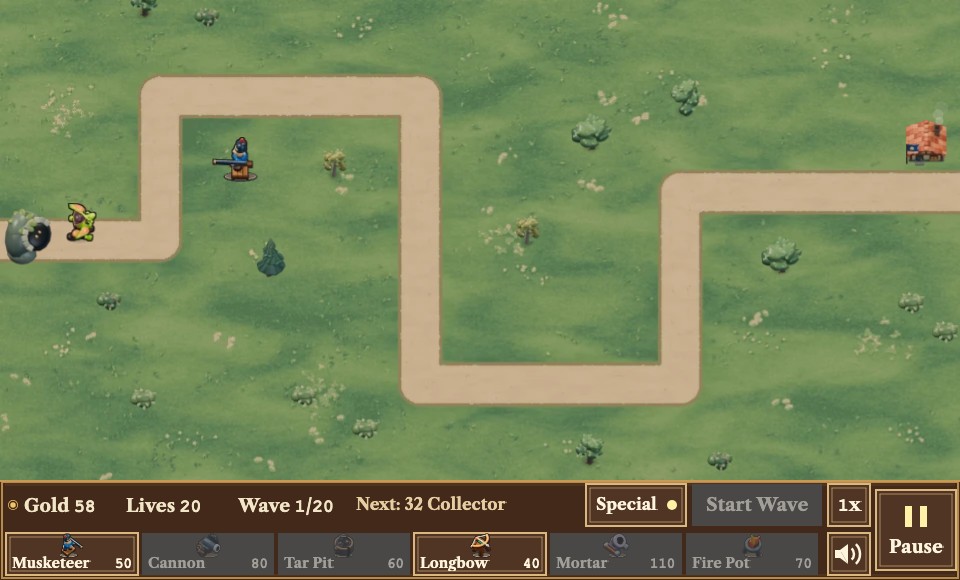 Gold 58 Lives 20 Wave 1/20 Next: 32 Collector Special Start Wave 1x Pause
Musketeer 50 Cannon 80 Tar Pit 60 Longbow 40 Mortar 110 Fire Pot 70